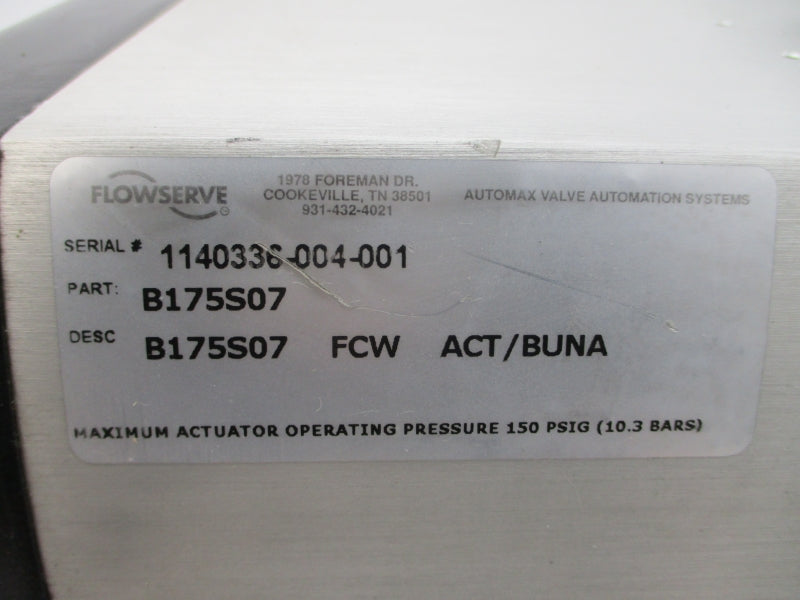 FLOWSERVE
1978 FOREMAN DR.
COOKEVILLE, TN 38501
931-432-4021
AUTOMAX VALVE AUTOMATION SYSTEMS
SERIAL # 1140336-004-001
PART: B175S07
DESC B175S07 FCW ACT/BUNA
MAXIMUM ACTUATOR OPERATING PRESSURE 150 PSIG (10.3 BARS)